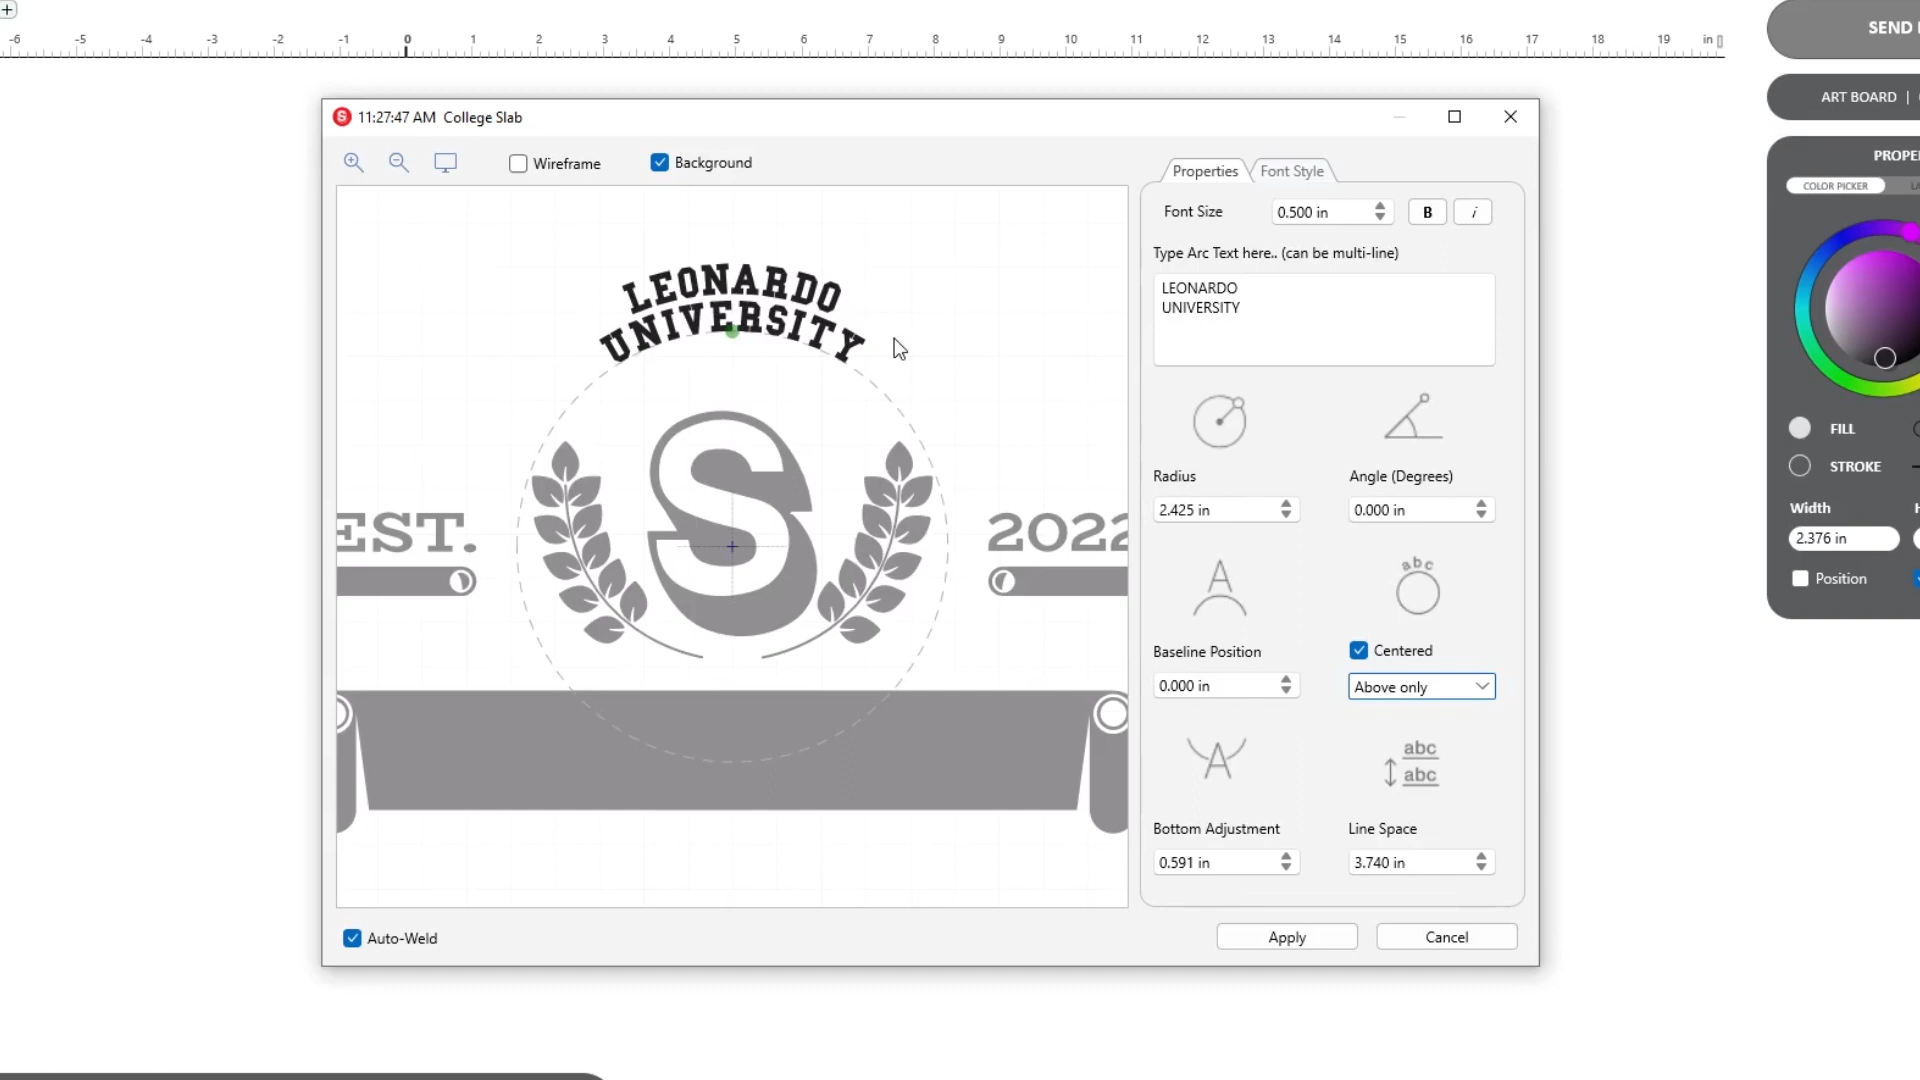 -6 -5 -4 -3 -2 -1 0 1 2 3 4 5 6 7 8 9 10 11 12 13 14 15 16 17 18 19 in
SEND
ART BOARD |
11:27:47 AM College Slab
Wireframe
Background
Properties
Font Style
Font Size
0.500 in
B
i
Type Arc Text here.. (can be multi-line)
LEONARDO
UNIVERSITY
Radius
2.425 in
Angle (Degrees)
0.000 in
abc
Baseline Position
0.000 in
Centered
Above only
abc
abc
Bottom Adjustment
0.591 in
Line Space
3.740 in
Auto-Weld
Apply
Cancel
LEONARDO
UNIVERSITY
S
EST.
2022
COLOR PICKER
FILL
STROKE
Width
2.376 in
Position